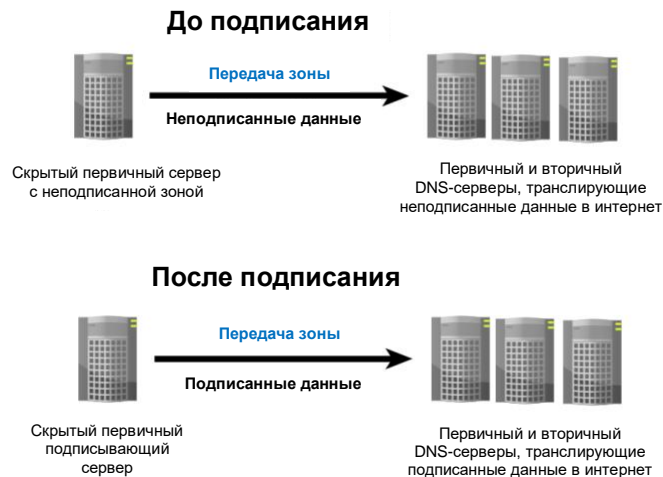 До подписания
Передача зоны
Неподписанные данные
Скрытый первичный сервер
с неподписанной зоной
Первичный и вторичный
DNS-серверы, транслирующие
неподписанные данные в интернет
После подписания
Передача зоны
Подписанные данные
Скрытый первичный
подписывающий
сервер
Первичный и вторичный
DNS-серверы, транслирующие
подписанные данные в интернет